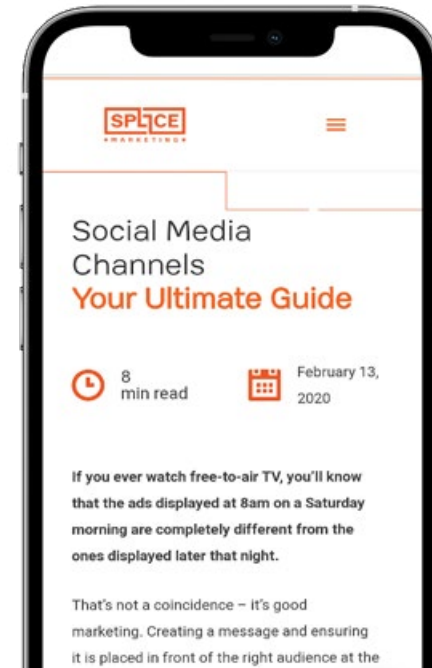 SPLICE
MARKETING
Social Media
Channels
Your Ultimate Guide
8
min read
February 13,
2020
If you ever watch free-to-air TV, you'll know
that the ads displayed at 8am on a Saturday
morning are completely different from the
ones displayed later that night.
That's not a coincidence – it's good
marketing. Creating a message and ensuring
it is placed in front of the right audience at the